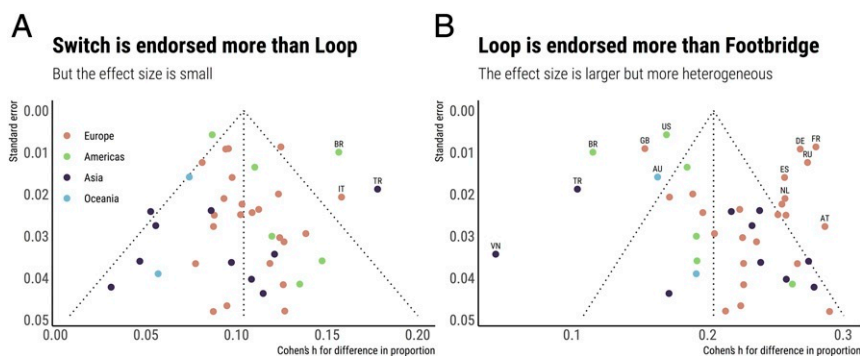 A
Switch is endorsed more than Loop
But the effect size is small
Standard error
0.00
0.01
0.02
0.03
0.04
0.05
Europe
Americas
Asia
Oceania
BR
IT
TR
0.00
0.05
0.10
0.15
0.20
Cohen's h for difference in proportion
B
Loop is endorsed more than Footbridge
The effect size is larger but more heterogeneous
Standard error
0.00
0.01
0.02
0.03
0.04
0.05
US
BR
GB
DE
FR
RU
AU
TR
ES
NL
AT
VN
0.1
0.2
0.3
Cohen's h for difference in proportion